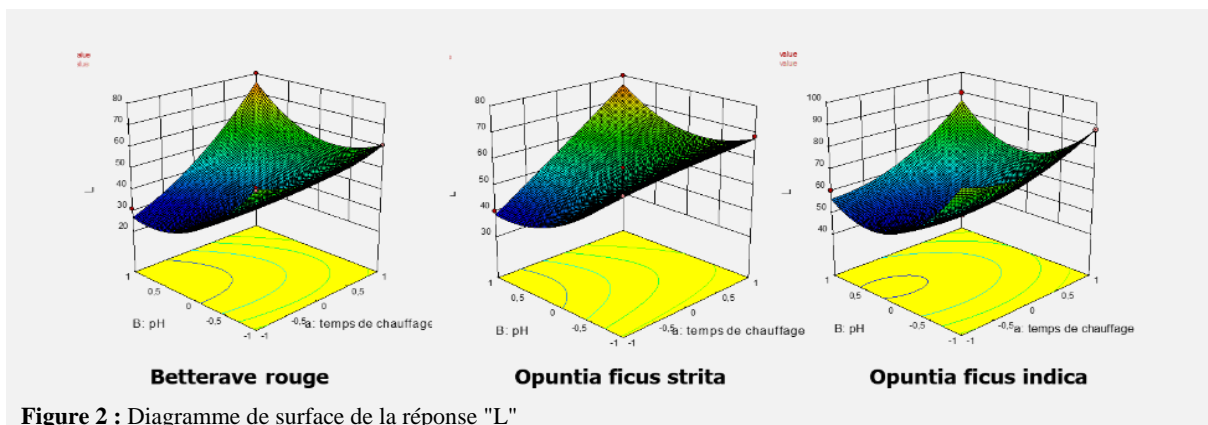 alue
alue
value
value
80
70
60
50
40
30
20
L
1
0,5
0
-0,5
-1
B: pH
-1
-0,5
0
0,5
1
a: temps de chauffage
80
70
60
50
40
30
L
1
0,5
0
-0,5
-1
B: pH
-1
-0,5
0
0,5
1
a: temps de chauffage
100
90
80
70
60
50
40
L
1
0,5
0
-0,5
-1
B: pH
-1
-0,5
0
0,5
1
a: temps de chauffage
Betterave rouge
Opuntia ficus strita
Opuntia ficus indica
Figure 2 : Diagramme de surface de la réponse "L"